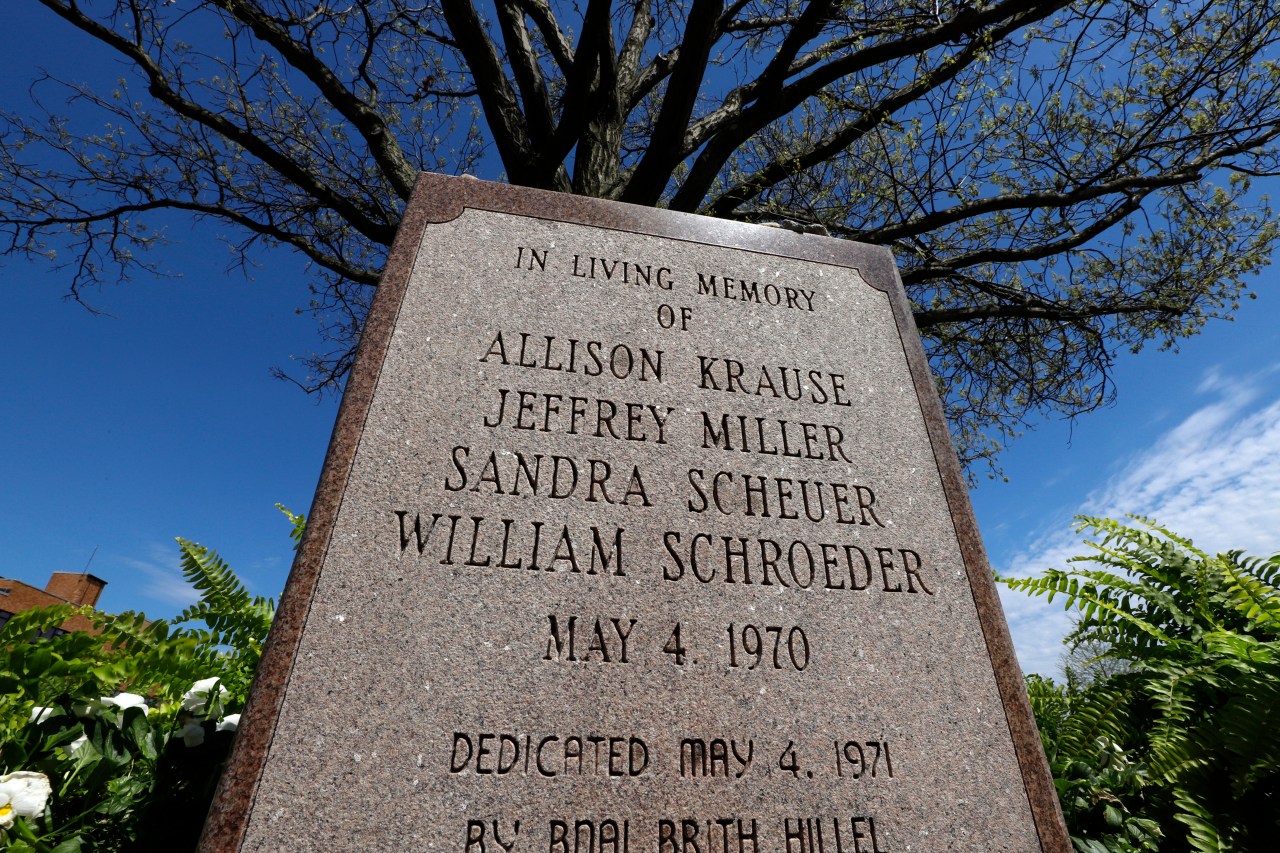 IN LIVING MEMORY
OF
ALLISON KRAUSE
JEFFREY MILLER
SANDRA SCHEUER
WILLIAM SCHROEDER
MAY 4. 1970
DEDICATED MAY 4, 1971
BY BNAI BRITH HILLEL